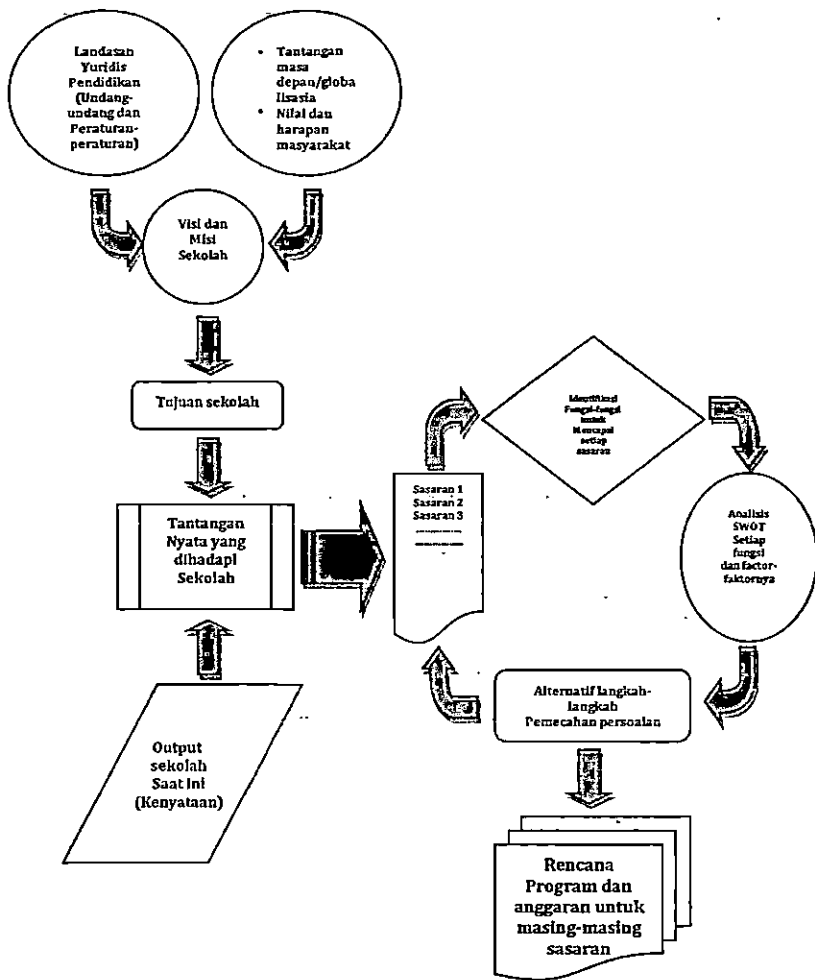 Landasan
Yuridis
Pendidikan
(Undang-
undang dan
Peraturan-
peraturan)
• Tantangan
masa
depan/globa
lisasia
• Nilai dan
harapan
masyarakat
Visi dan
Misi
Sekolah
Tujuan sekolah
Tantangan
Nyata yang
dihadapi
Sekolah
Output
sekolah
Saat Ini
(Kenyataan)
Sasaran 1
Sasaran 2
Sasaran 3
Identifikasi
Fungsi-fungsi
untuk
Mencapai
setiap
sasaran
Analisis
SWOT
Setiap
fungsi
dan factor-
faktornya
Alternatif langkah-
langkah
Pemecahan persoalan
Rencana
Program dan
anggaran untuk
masing-masing
sasaran